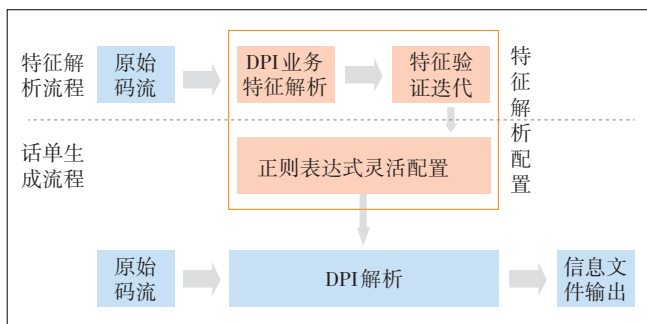 特征解
析流程
原始
码流
DPI业务
特征解析
特征验
证迭代
特征解析配置
话单生
成流程
正则表达式灵活配置
原始
码流
DPI解析
信息文
件输出